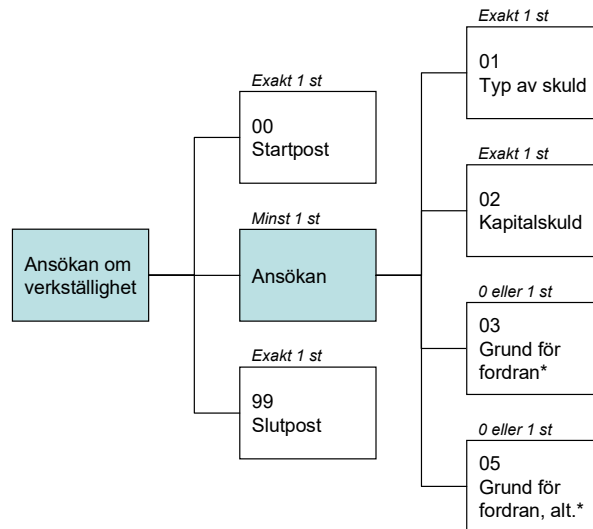 Exakt 1 st
01
Typ av skuld
Exakt 1 st
00
Startpost
Exakt 1 st
02
Kapitalskuld
Minst 1 st
Ansökan om
verkställighet
Ansökan
0 eller 1 st
03
Grund för
fordran*
Exakt 1 st
99
Slutpost
0 eller 1 st
05
Grund för
fordran, alt.*